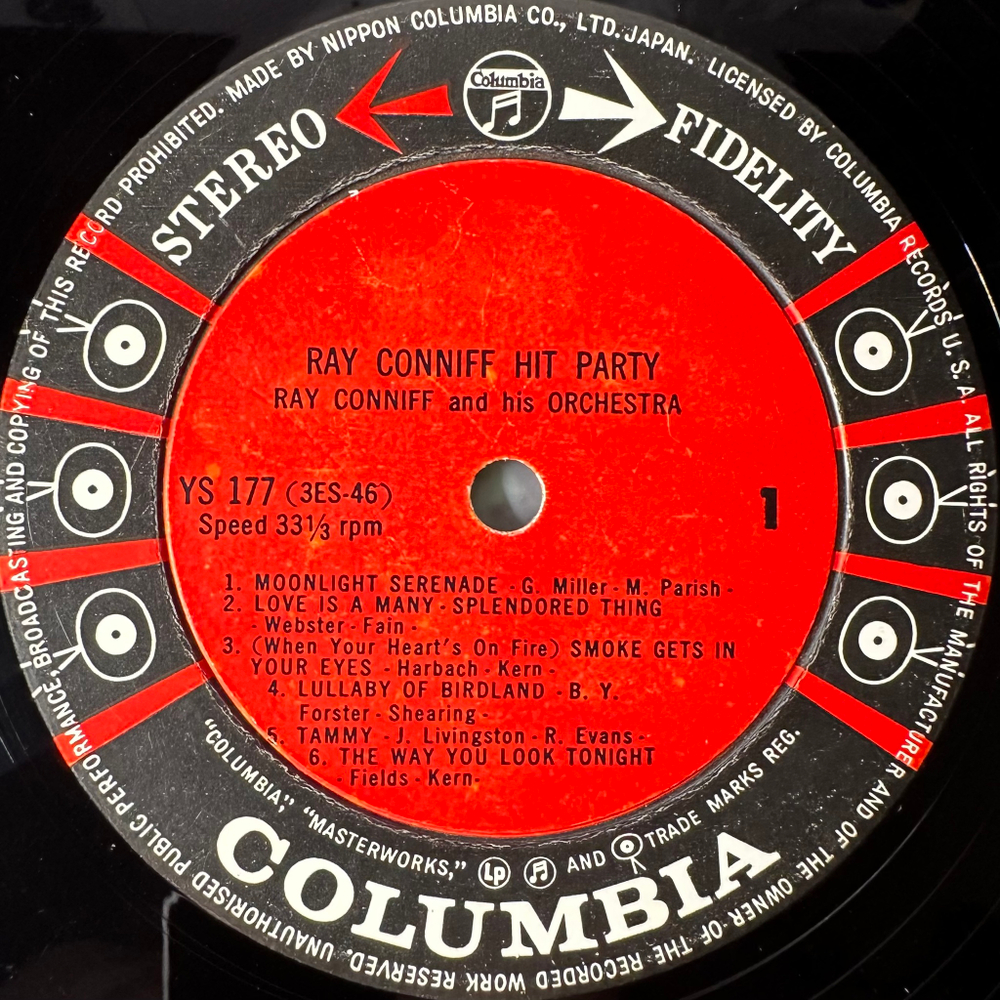 MADE BY NIPPON COLUMBIA CO., LTD. JAPAN. LICENSED BY COLUMBIA RECORDS U.S.A. ALL RIGHTS OF THE MANUFACTURER AND OF THE OWNER OF THE RECORDED WORK RESERVED. UNAUTHORISED PUBLIC PERFORMANCE, BROADCASTING AND COPYING OF THIS RECORD PROHIBITED.
STEREO
Columbia
FIDELITY
RAY CONNIFF HIT PARTY
RAY CONNIFF and his ORCHESTRA
YS 177 (3ES-46)
Speed 33⅓ rpm
1
1. MOONLIGHT SERENADE - G. Miller - M. Parish -
2. LOVE IS A MANY - SPLENDORED THING
- Webster - Fain -
3. (When Your Heart's On Fire) SMOKE GETS IN
YOUR EYES - Harbach - Kern -
4. LULLABY OF BIRDLAND - B. Y.
Forster - Shearing -
5. TAMMY - J. Livingston - R. Evans -
6. THE WAY YOU LOOK TONIGHT
- Fields - Kern -
"COLUMBIA", "MASTERWORKS," Lp AND TRADE MARKS REG.
COLUMBIA